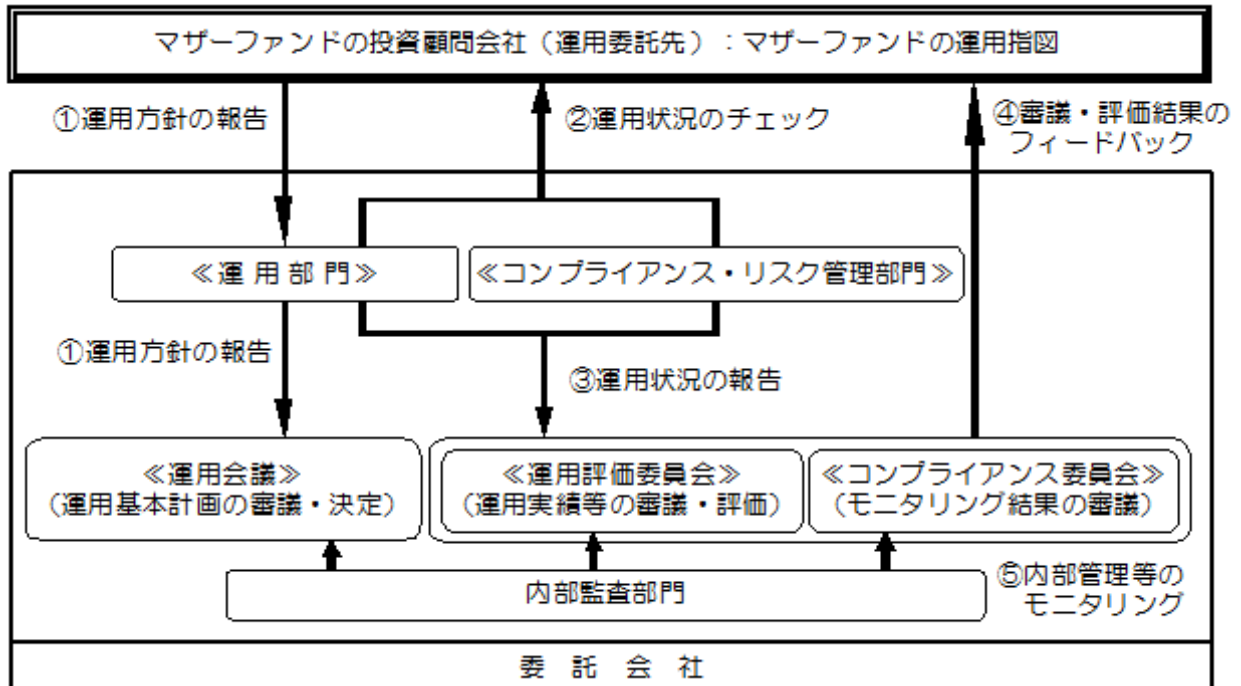 マザーファンドの投資顧問会社（運用委託先）：マザーファンドの運用指図
①運用方針の報告
②運用状況のチェック
④審議・評価結果の
フィードバック
≪運 用 部 門≫
≪コンプライアンス・リスク管理部門≫
①運用方針の報告
③運用状況の報告
≪運用会議≫
（運用基本計画の審議・決定）
≪運用評価委員会≫
（運用実績等の審議・評価）
≪コンプライアンス委員会≫
（モニタリング結果の審議）
内部監査部門
⑤内部管理等の
モニタリング
委 託 会 社